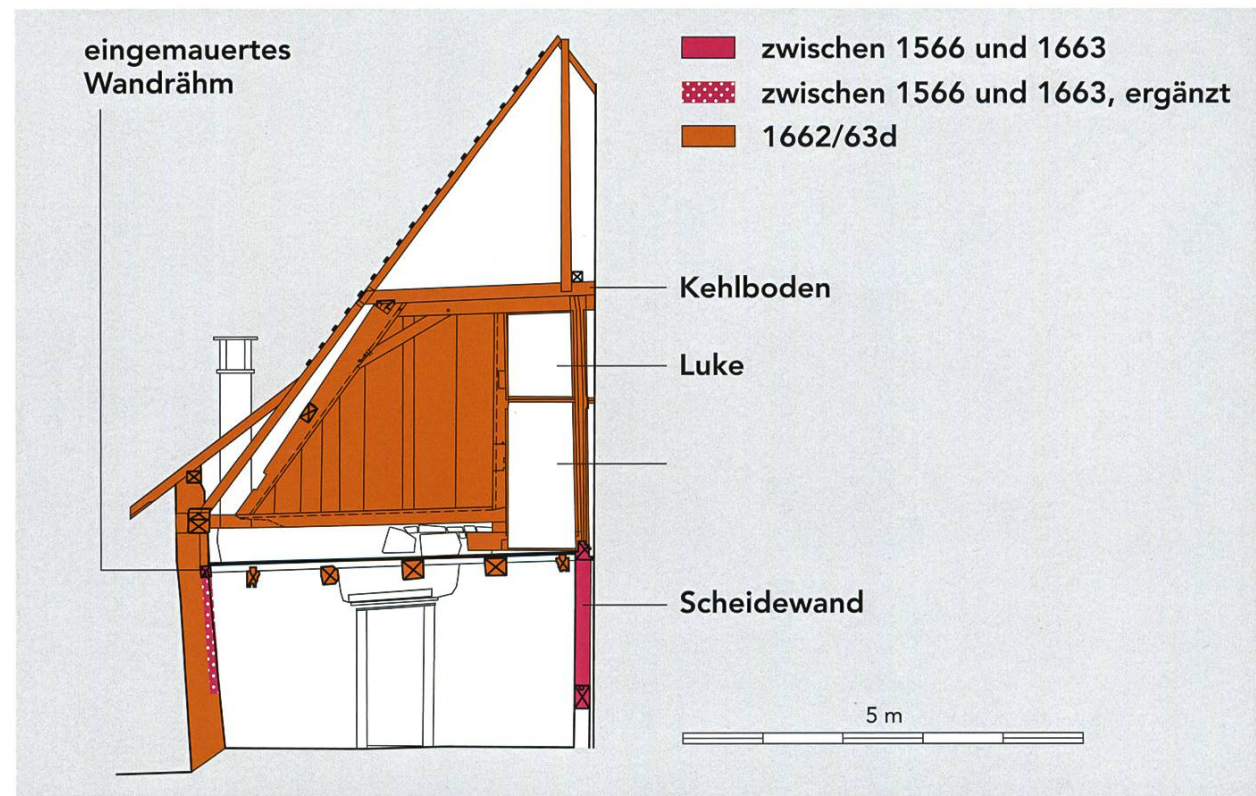 eingemauertes
Wandrähm
zwischen 1566 und 1663
zwischen 1566 und 1663, ergänzt
1662/63d
Kehlboden
Luke
Scheidewand
5 m